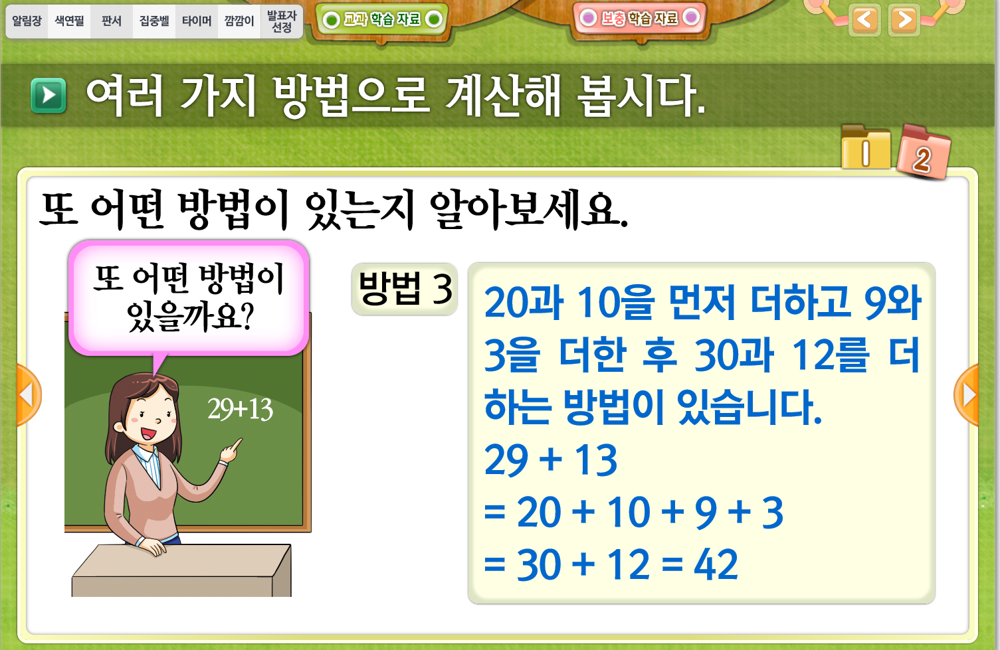 알림장 색연필 판서 집중벨 타이머 깜깜이 발표자 선정
교과 학습 자료
보충 학습 자료
여러 가지 방법으로 계산해 봅시다.
1 2
또 어떤 방법이 있는지 알아보세요.
또 어떤 방법이
있을까요?
29+13
방법 3
20과 10을 먼저 더하고 9와
3을 더한 후 30과 12를 더
하는 방법이 있습니다.
29 + 13
= 20 + 10 + 9 + 3
= 30 + 12 = 42